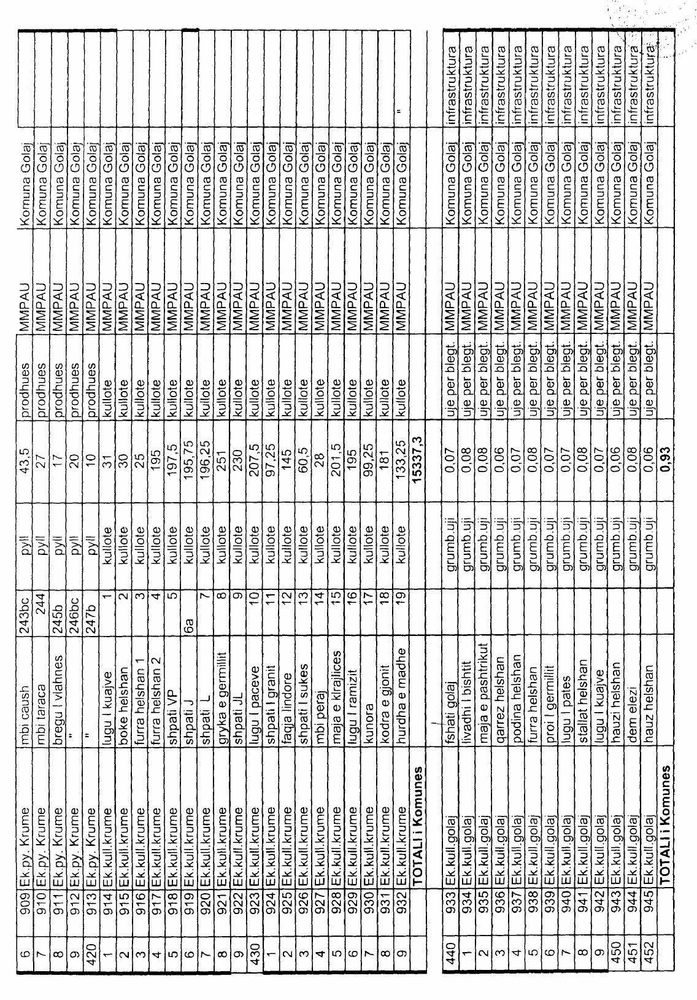 6 909 Ek.py. Krume mbi caush 243bc pyll 43,5 prodhues MMPAU Komuna Golaj
7 910 Ek.py. Krume mbi taraca 244 pyll 27 prodhues MMPAU Komuna Golaj
8 911 Ek.py. Krume bregu I vlahnes 245b pyll 17 prodhues MMPAU Komuna Golaj
9 912 Ek.py. Krume " 246bc pyll 20 prodhues MMPAU Komuna Golaj
420 913 Ek.py. Krume " 247b pyll 10 prodhues MMPAU Komuna Golaj
1 914 Ek.kull.krume lugu I kuajve 1 kullote 31 kullote MMPAU Komuna Golaj
2 915 Ek.kull.krume boke helshan 2 kullote 30 kullote MMPAU Komuna Golaj
3 916 Ek.kull.krume furra helshan 1 3 kullote 25 kullote MMPAU Komuna Golaj
4 917 Ek.kull.krume furra helshan 2 4 kullote 195 kullote MMPAU Komuna Golaj
5 918 Ek.kull.krume shpati VP 5 kullote 197,5 kullote MMPAU Komuna Golaj
6 919 Ek.kull.krume shpati J 6a kullote 195,75 kullote MMPAU Komuna Golaj
7 920 Ek.kull.krume shpati L 7 kullote 196,25 kullote MMPAU Komuna Golaj
8 921 Ek.kull.krume gryka e germillit 8 kullote 251 kullote MMPAU Komuna Golaj
9 922 Ek.kull.krume shpati JL 9 kullote 230 kullote MMPAU Komuna Golaj
430 923 Ek.kull.krume lugu I paceve 10 kullote 207,5 kullote MMPAU Komuna Golaj
1 924 Ek.kull.krume shpati I granit 11 kullote 97,25 kullote MMPAU Komuna Golaj
2 925 Ek.kull.krume faqja lindore 12 kullote 145 kullote MMPAU Komuna Golaj
3 926 Ek.kull.krume shpati I sukes 13 kullote 60,5 kullote MMPAU Komuna Golaj
4 927 Ek.kull.krume mbi peraj 14 kullote 28 kullote MMPAU Komuna Golaj
5 928 Ek.kull.krume maja e klrajlices 15 kullote 201,5 kullote MMPAU Komuna Golaj
6 929 Ek.kull.krume lugu I ramizit 16 kullote 195 kullote MMPAU Komuna Golaj
7 930 Ek.kull.krume kunora 17 kullote 99,25 kullote MMPAU Komuna Golaj
8 931 Ek.kull.krume kodra e gjonit 18 kullote 181 kullote MMPAU Komuna Golaj
9 932 Ek.kull.krume hurdha e madhe 19 kullote 133,25 kullote MMPAU Komuna Golaj "
TOTALI i Komunes 15337,3
440 933 Ek.kull.golaj fshati golaj grumb.uji 0,07 uje per blegt. MMPAU Komuna Golaj infrastruktura
1 934 Ek.kull.golaj livadhi I bishtit grumb.uji 0,08 uje per blegt. MMPAU Komuna Golaj infrastruktura
2 935 Ek.kull.golaj maja e pashtrikut grumb.uji 0,08 uje per blegt. MMPAU Komuna Golaj infrastruktura
3 936 Ek.kull.golaj qarrez helshan grumb.uji 0,06 uje per blegt. MMPAU Komuna Golaj infrastruktura
4 937 Ek.kull.golaj podina helshan grumb.uji 0,07 uje per blegt. MMPAU Komuna Golaj infrastruktura
5 938 Ek.kull.golaj furra helshan grumb.uji 0,08 uje per blegt. MMPAU Komuna Golaj infrastruktura
6 939 Ek.kull.golaj proi I germillit grumb.uji 0,07 uje per blegt. MMPAU Komuna Golaj infrastruktura
7 940 Ek.kull.golaj lugu I pates grumb.uji 0,07 uje per blegt. MMPAU Komuna Golaj infrastruktura
8 941 Ek.kull.golaj stallat helshan grumb.uji 0,08 uje per blegt. MMPAU Komuna Golaj infrastruktura
9 942 Ek.kull.golaj lugu I kuajve grumb.uji 0,07 uje per blegt. MMPAU Komuna Golaj infrastruktura
450 943 Ek.kull.golaj hauzi helshan grumb.uji 0,06 uje per blegt. MMPAU Komuna Golaj infrastruktura
451 944 Ek.kull.golaj dem elezi grumb.uji 0,08 uje per blegt. MMPAU Komuna Golaj infrastruktura
452 945 Ek.kull.golaj hauz helshan grumb.uji 0,06 uje per blegt. MMPAU Komuna Golaj infrastruktura
TOTALI i Komunes 0,93